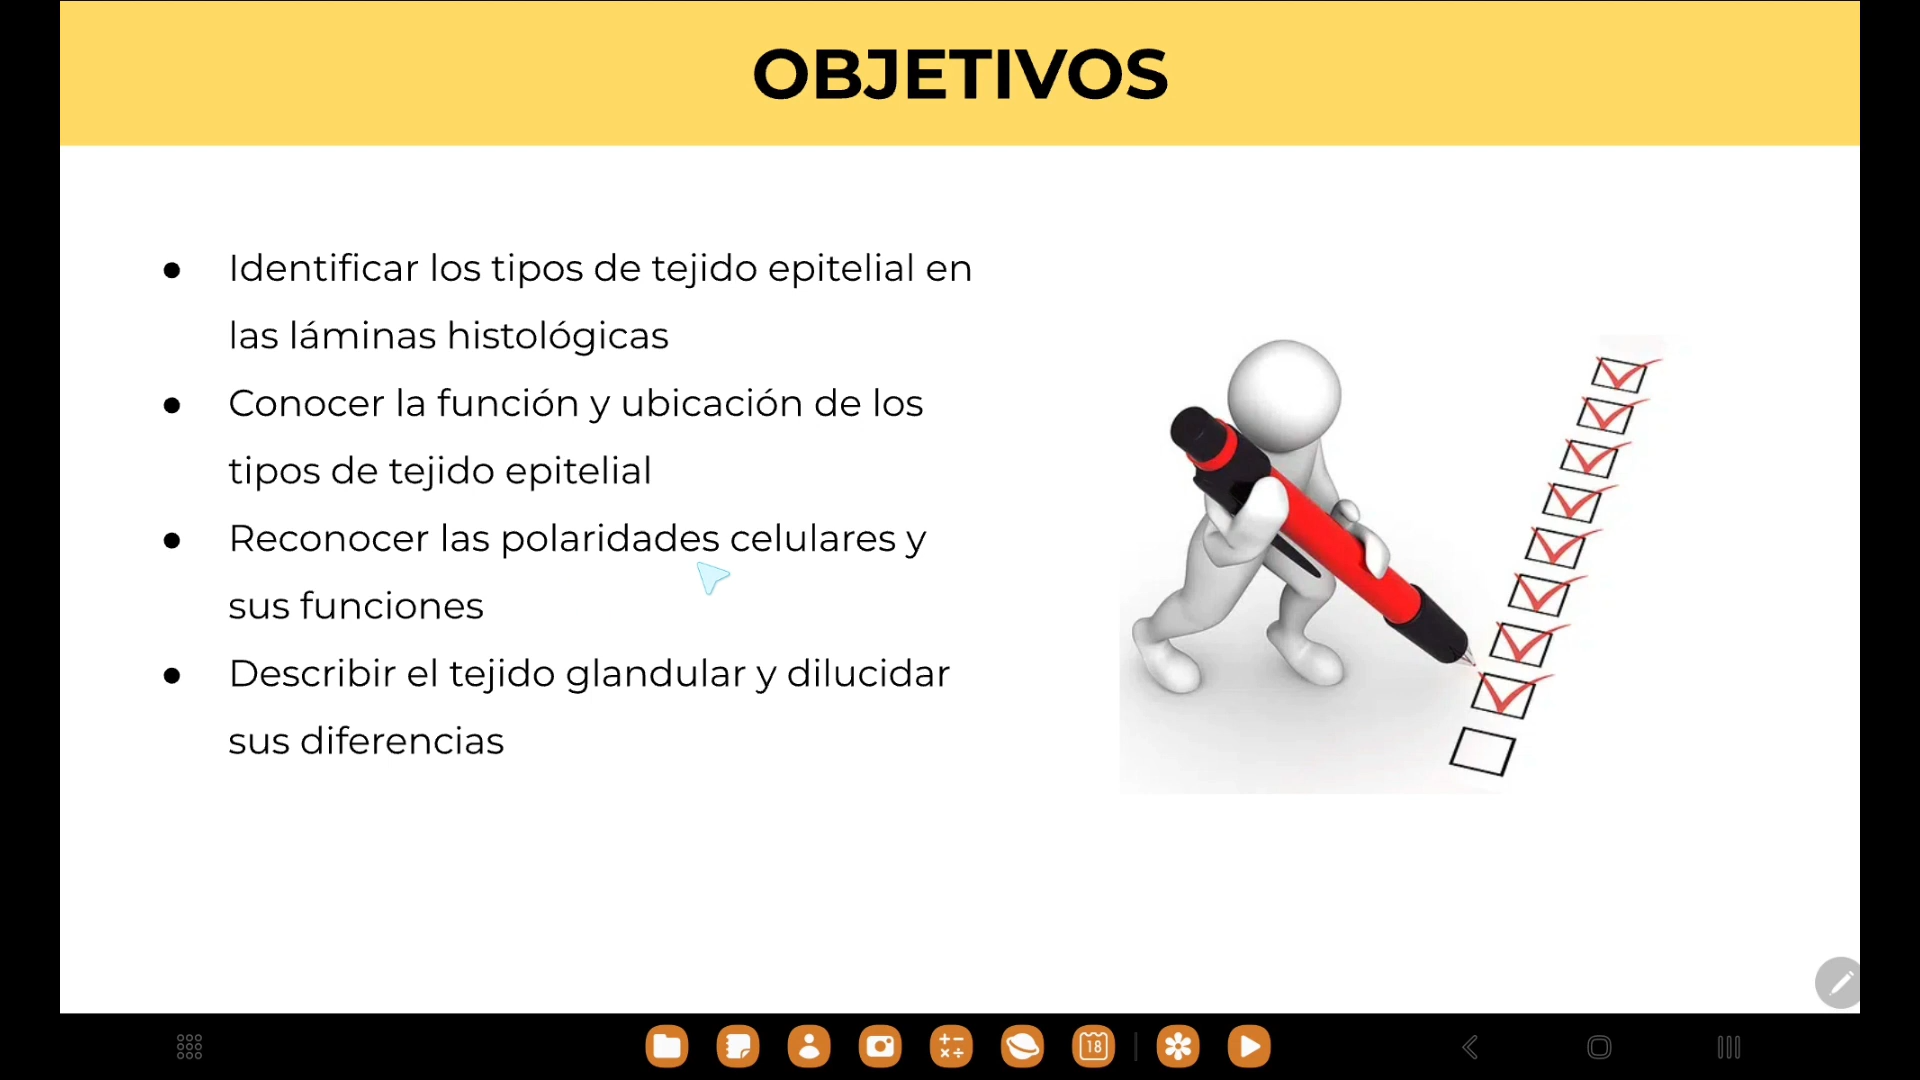 OBJETIVOS
● Identificar los tipos de tejido epitelial en
las láminas histológicas
● Conocer la función y ubicación de los
tipos de tejido epitelial
● Reconocer las polaridades celulares y
sus funciones
● Describir el tejido glandular y dilucidar
sus diferencias
18